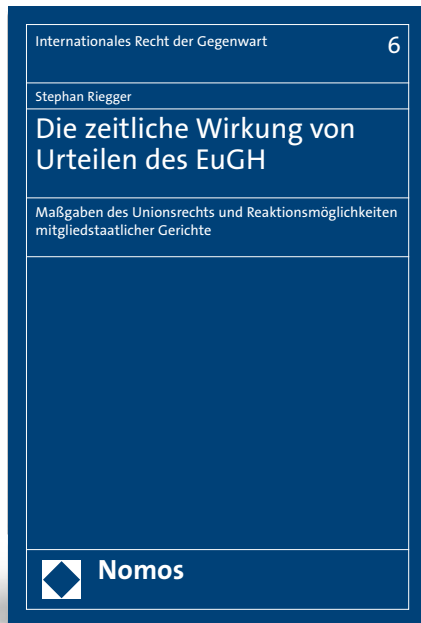 Internationales Recht der Gegenwart 6
Stephan Riegger
Die zeitliche Wirkung von
Urteilen des EuGH
Maßgaben des Unionsrechts und Reaktionsmöglichkeiten
mitgliedstaatlicher Gerichte
Nomos